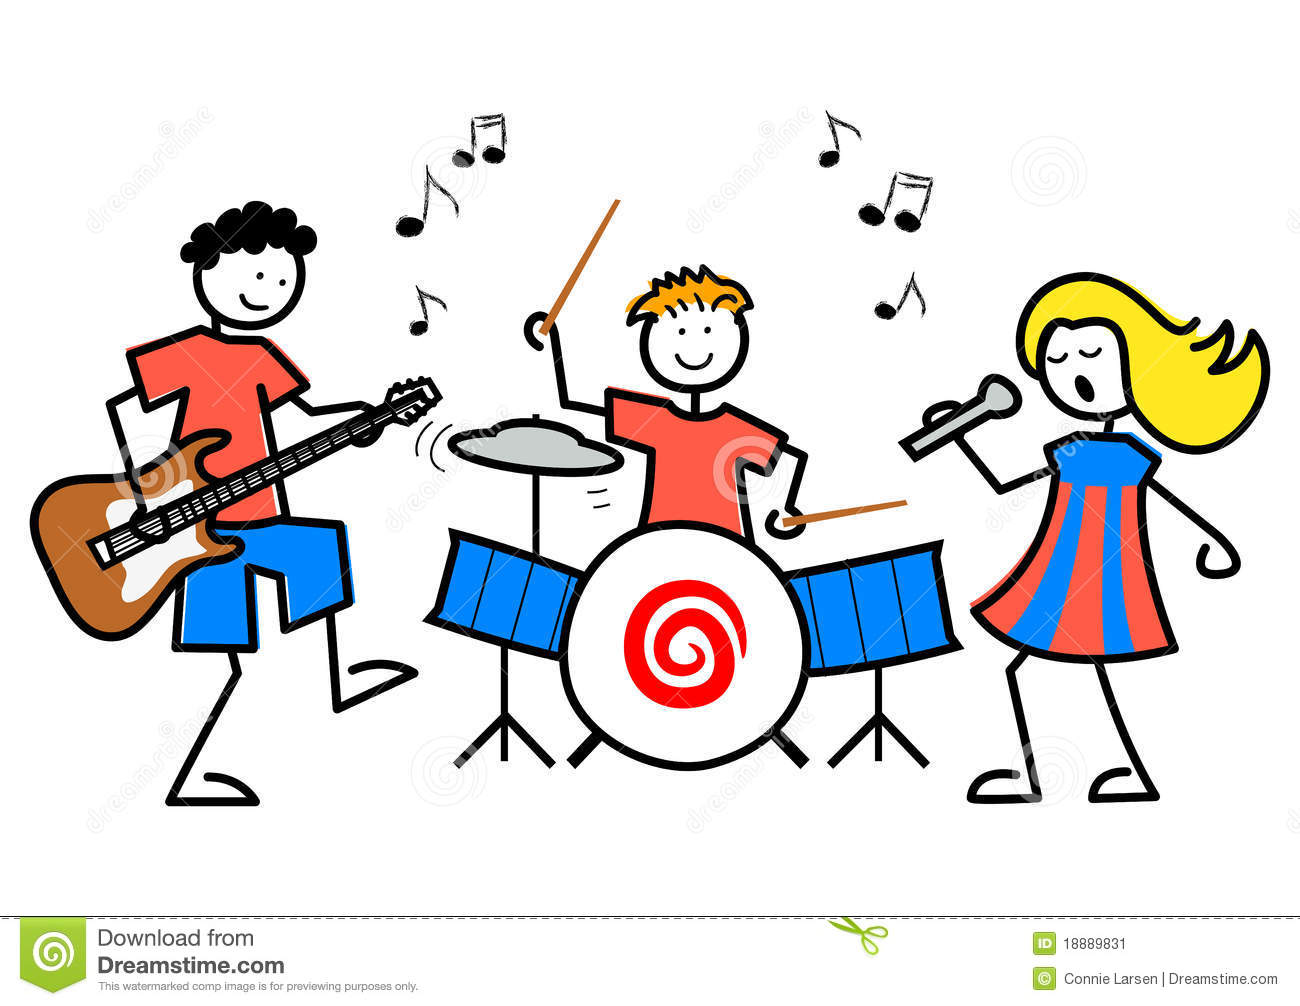 Download from
Dreamstime.com
This watermarked comp image is for previewing purposes only.
ID 18889831
© Connie Larsen | Dreamstime.com